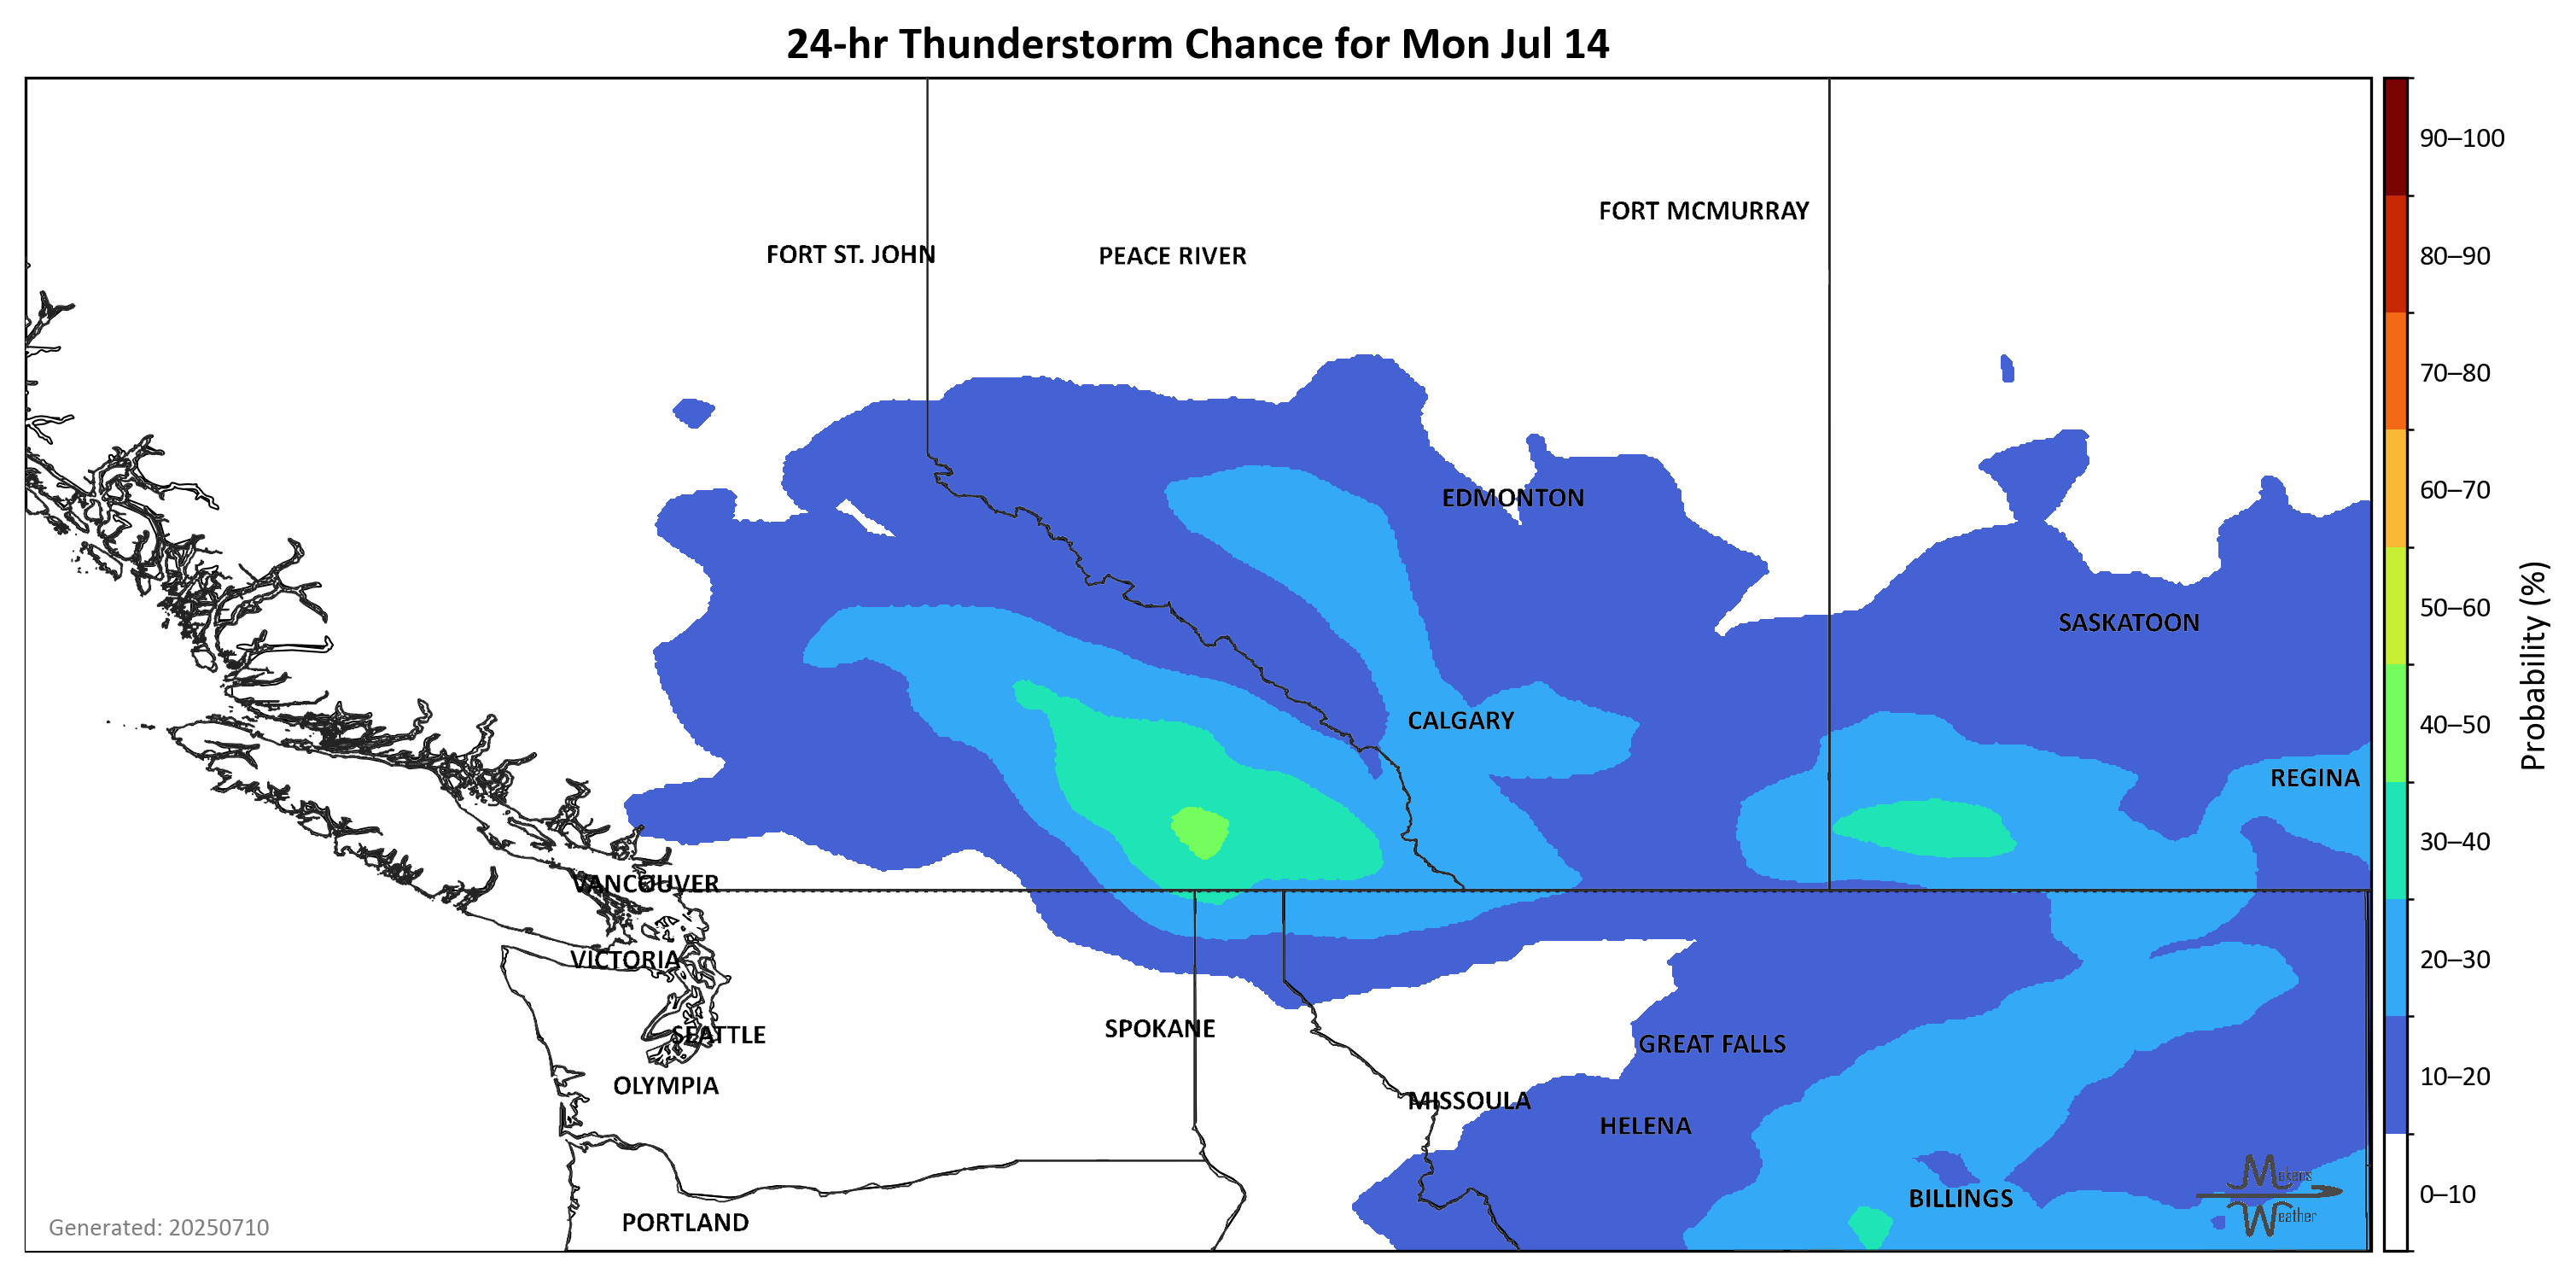 24-hr Thunderstorm Chance for Mon Jul 14
90–100
FORT MCMURRAY
FORT ST. JOHN
PEACE RIVER
80–90
70–80
EDMONTON
60–70
50–60
SASKATOON
Probability (%)
CALGARY
40–50
REGINA
30–40
VANCOUVER
VICTORIA
20–30
SPOKANE
SEATTLE
GREAT FALLS
10–20
OLYMPIA
MISSOULA
HELENA
Mekens
Weather
0–10
BILLINGS
PORTLAND
Generated: 20250710